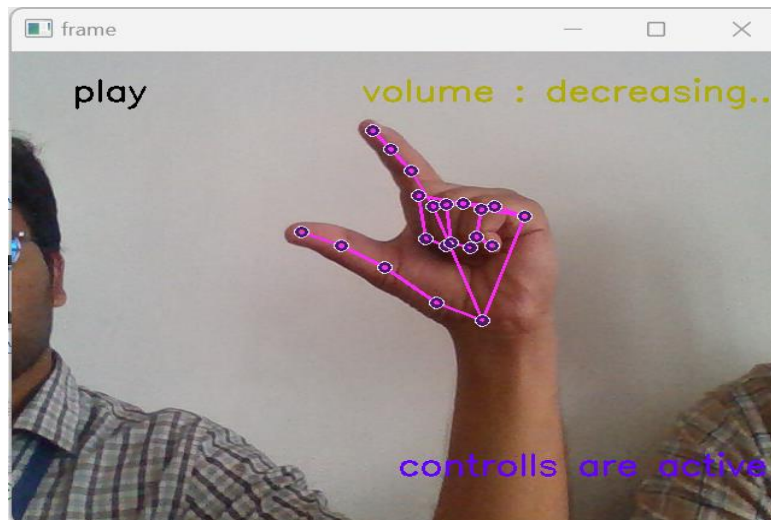 frame
play
volume : decreasing..
controlls are active